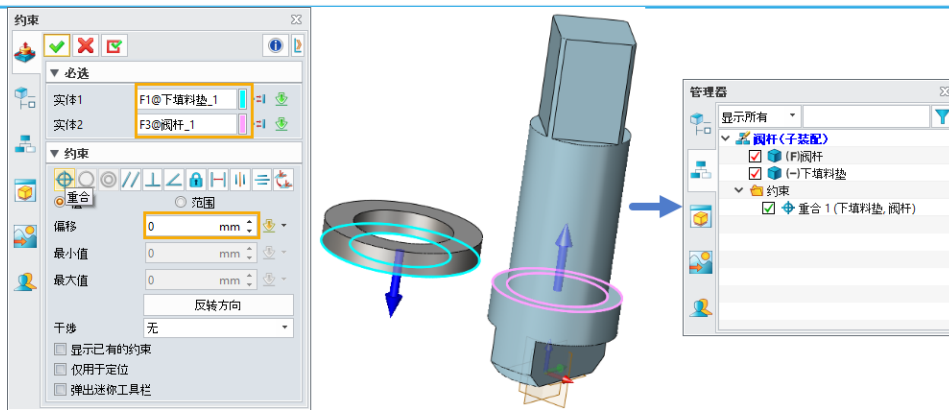 约束
必选
实体1 F1@下填料垫_1
实体2 F3@阀杆_1
约束
重合
范围
偏移 0 mm
最小值 0 mm
最大值 0 mm
反转方向
干涉 无
显示已有的约束
仅用于定位
弹出迷你工具栏
管理器
显示所有
阀杆(子装配)
(F)阀杆
(-)下填料垫
约束
重合 1 (下填料垫, 阀杆)